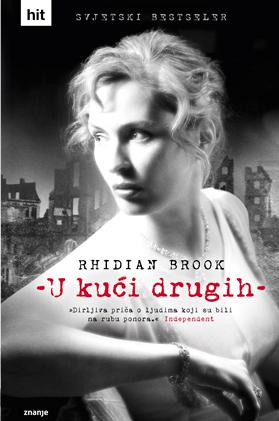 hit
SVJETSKI BESTSELER
RHIDIAN BROOK
-U kući drugih-
»Dirljiva priča o ljudima koji su bili
na rubu ponora.« Independent
znanje